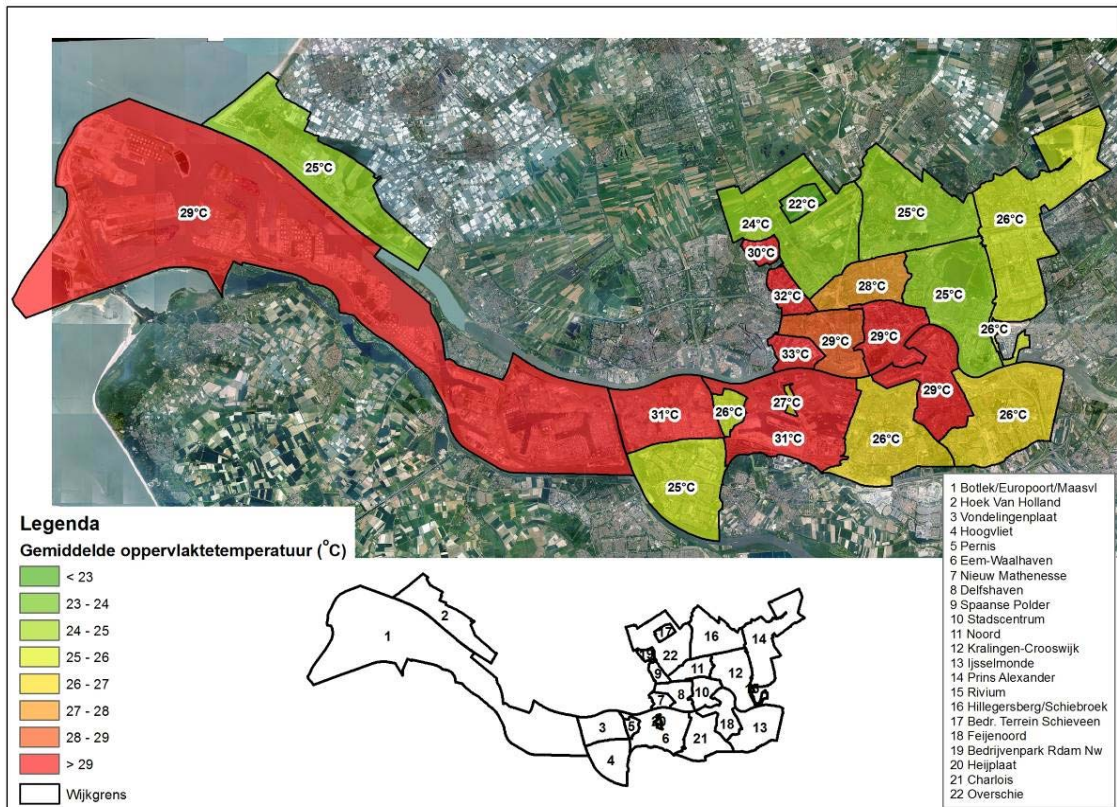 25°C
29°C
22°C
24°C
25°C
26°C
30°C
32°C
28°C
25°C
26°C
29°C
29°C
33°C
31°C
26°C
27°C
31°C
29°C
26°C
26°C
25°C
Legenda
Gemiddelde oppervlaktetemperatuur (°C)
< 23
23 - 24
24 - 25
25 - 26
26 - 27
27 - 28
28 - 29
> 29
Wijkgrens
1
2
3
4
5
6
7
8
9
10
11
12
13
14
16
17
18
19
21
22
1 Botlek/Europoort/Maasvl
2 Hoek Van Holland
3 Vondelingenplaat
4 Hoogvliet
5 Pernis
6 Eem-Waalhaven
7 Nieuw Mathenesse
8 Delfshaven
9 Spaanse Polder
10 Stadscentrum
11 Noord
12 Kralingen-Crooswijk
13 Ijsselmonde
14 Prins Alexander
15 Rivium
16 Hillegersberg/Schiebroek
17 Bedr. Terrein Schieveen
18 Feijenoord
19 Bedrijvenpark Rdam Nw
20 Heijplaat
21 Charlois
22 Overschie